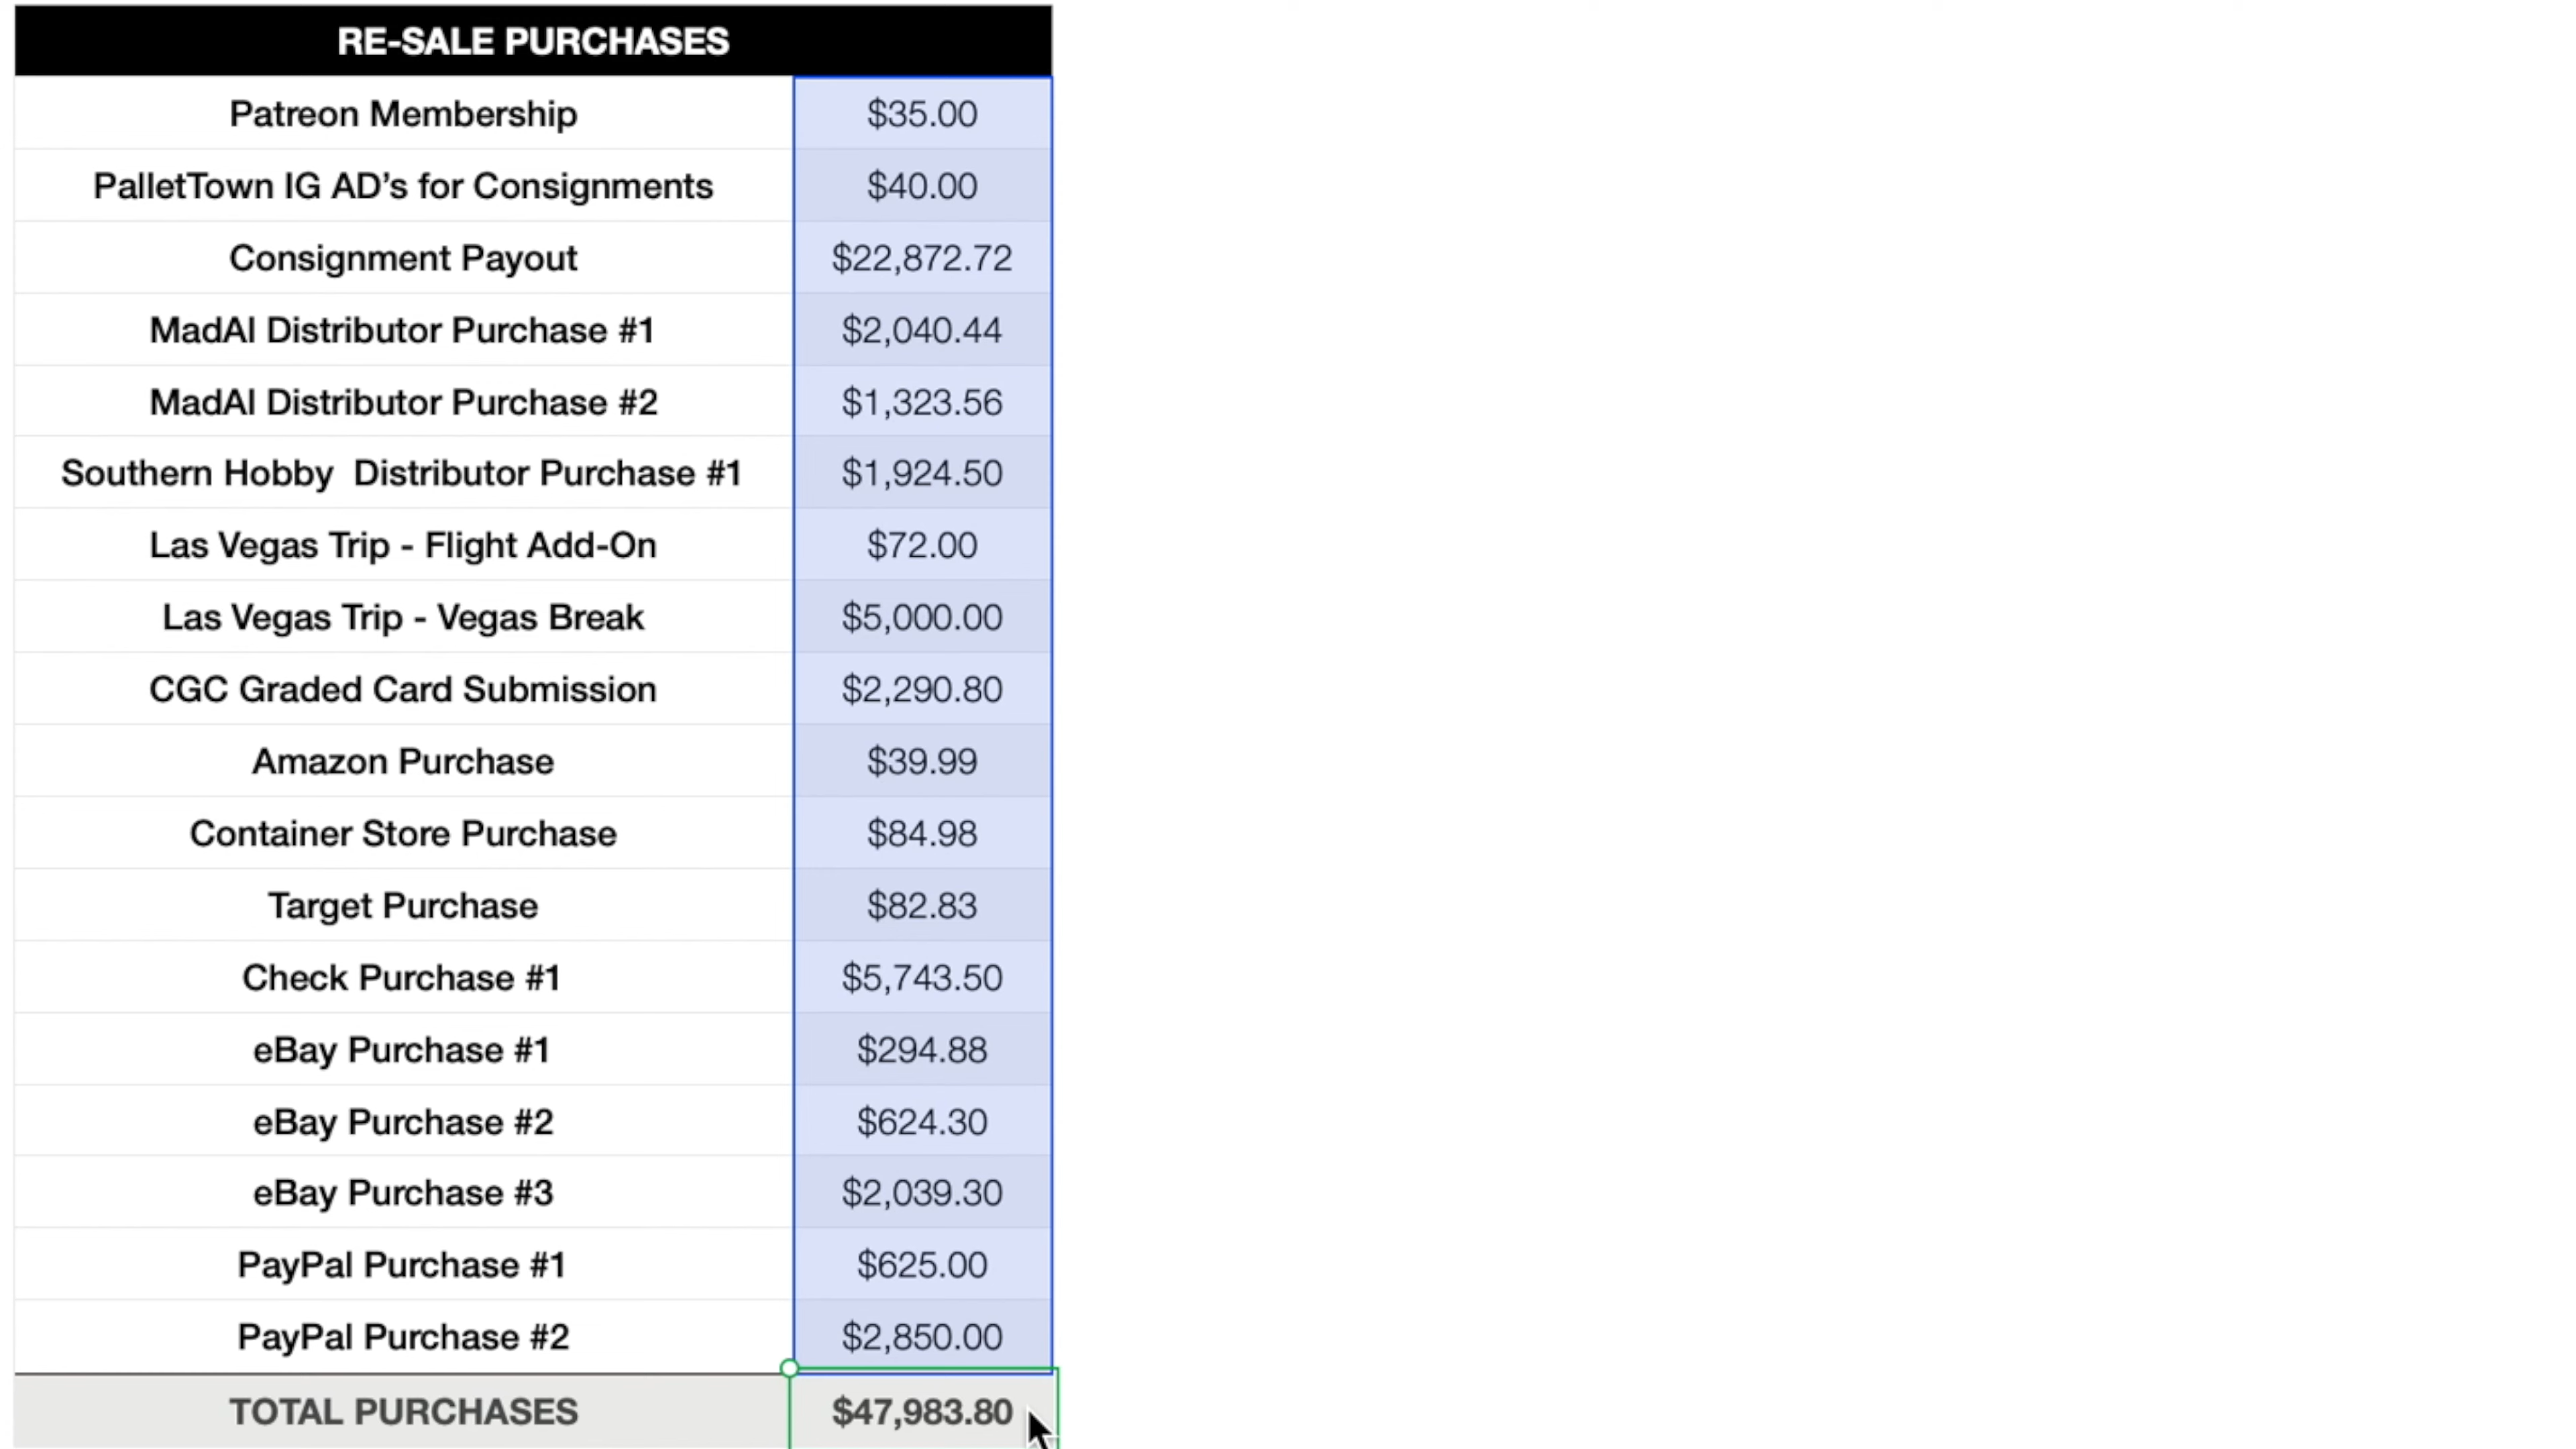 RE-SALE PURCHASES
Patreon Membership $35.00
PalletTown IG AD’s for Consignments $40.00
Consignment Payout $22,872.72
MadAl Distributor Purchase #1 $2,040.44
MadAl Distributor Purchase #2 $1,323.56
Southern Hobby  Distributor Purchase #1 $1,924.50
Las Vegas Trip - Flight Add-On $72.00
Las Vegas Trip - Vegas Break $5,000.00
CGC Graded Card Submission $2,290.80
Amazon Purchase $39.99
Container Store Purchase $84.98
Target Purchase $82.83
Check Purchase #1 $5,743.50
eBay Purchase #1 $294.88
eBay Purchase #2 $624.30
eBay Purchase #3 $2,039.30
PayPal Purchase #1 $625.00
PayPal Purchase #2 $2,850.00
TOTAL PURCHASES $47,983.80